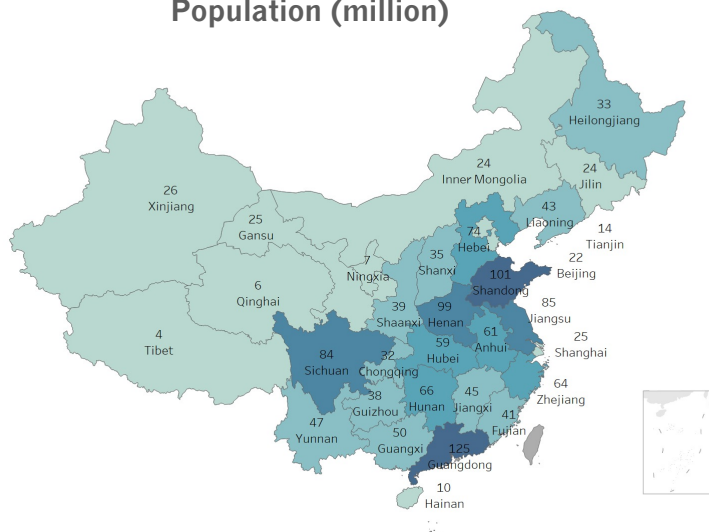 Population (million)
33
Heilongjiang
24
Inner Mongolia
24
Jilin
26
Xinjiang
43
Liaoning
25
Gansu
14
Tianjin
74
Hebei
35
Shanxi
7
Ningxia
22
Beijing
101
Shandong
6
Qinghai
39
Shaanxi
99
Henan
85
Jiangsu
4
Tibet
61
Anhui
25
Shanghai
59
Hubei
84
Sichuan
32
Chongqing
64
Zhejiang
66
Hunan
45
Jiangxi
38
Guizhou
41
Fujian
47
Yunnan
50
Guangxi
125
Guangdong
10
Hainan